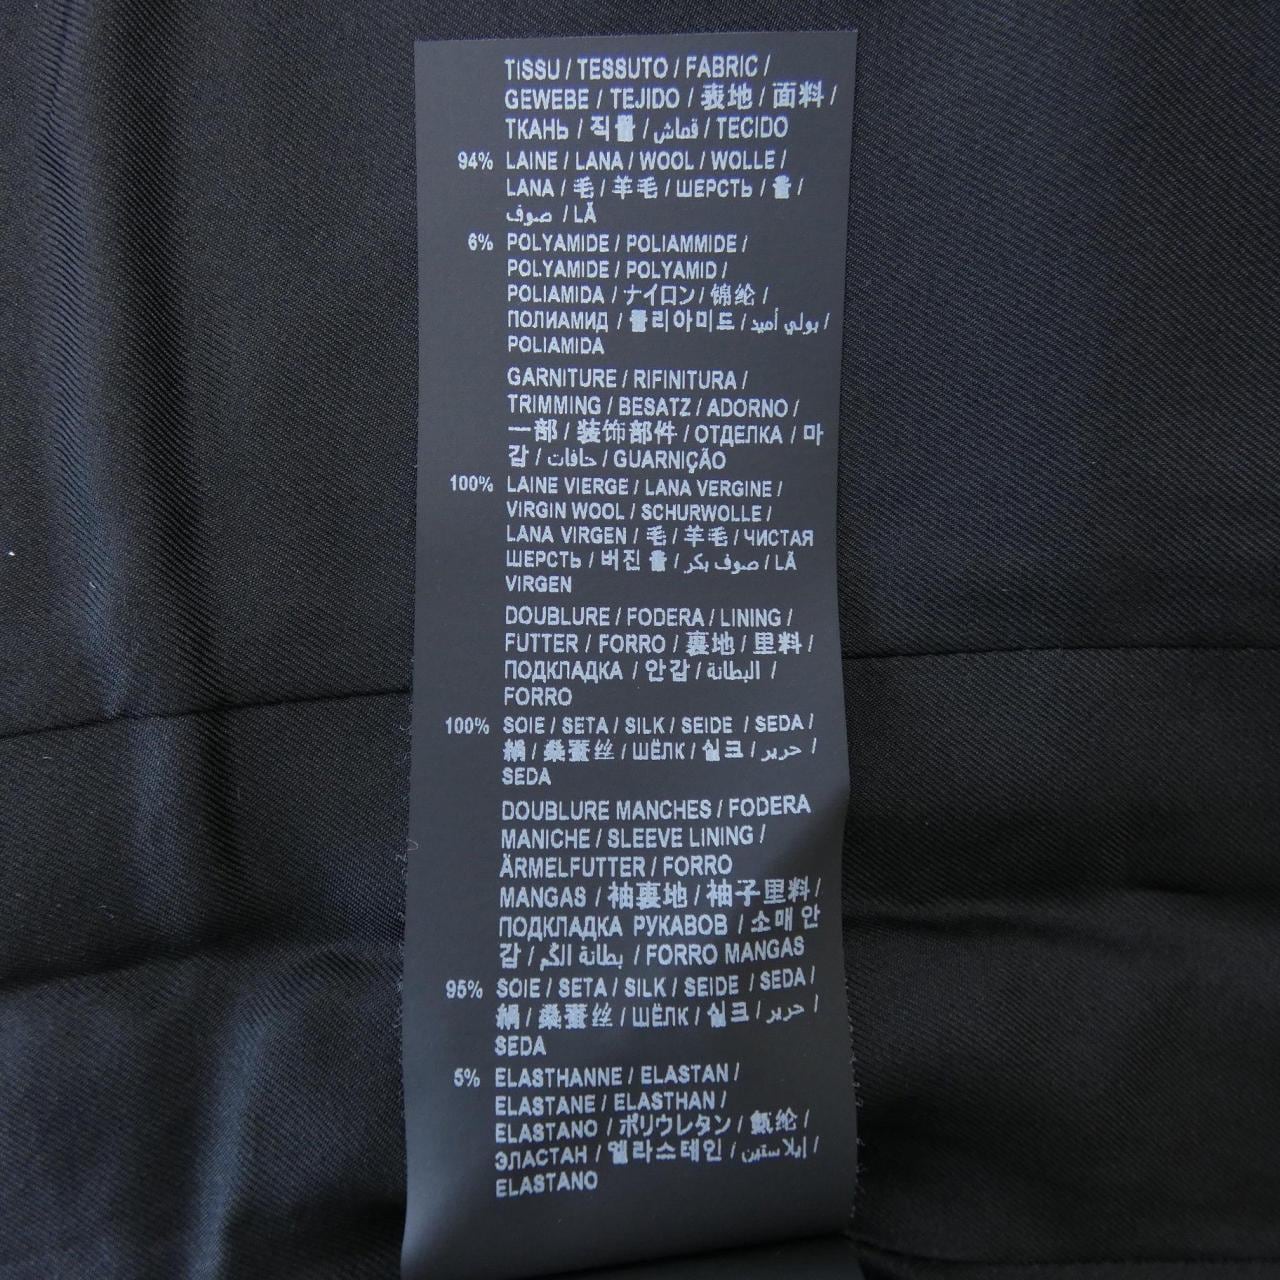 TISSU / TESSUTO / FABRIC /
GEWEBE / TEJIDO / 表地 / 面料 /
ТКАНЬ / 직물 / قماش / TECIDO
94% LAINE / LANA / WOOL / WOLLE /
LANA / 毛 / 羊毛 / ШЕРСТЬ / 울 /
صوف / LÃ
6% POLYAMIDE / POLIAMMIDE /
POLYAMIDE / POLYAMID /
POLIAMIDA / ナイロン / 锦纶 /
ПОЛИАМИД / 폴리아미드 / بولي أميد /
POLIAMIDA
GARNITURE / RIFINITURA /
TRIMMING / BESATZ / ADORNO /
一部 / 装饰部件 / ОТДЕЛКА / 마
감 / حافات / GUARNIÇÃO
100% LAINE VIERGE / LANA VERGINE /
VIRGIN WOOL / SCHURWOLLE /
LANA VIRGEN / 毛 / 羊毛 / ЧИСТАЯ
ШЕРСТЬ / 버진 울 / صوف بكر / LÃ
VIRGEN
DOUBLURE / FODERA / LINING /
FUTTER / FORRO / 裏地 / 里料 /
ПОДКЛАДКА / 안감 / البطانة /
FORRO
100% SOIE / SETA / SILK / SEIDE / SEDA /
絹 / 桑蚕丝 / ШЁЛК / 실크 / حرير /
SEDA
DOUBLURE MANCHES / FODERA
MANICHE / SLEEVE LINING /
ÄRMELFUTTER / FORRO
MANGAS / 袖裏地 / 袖子里料 /
ПОДКЛАДКА РУКАВОВ / 소매 안
감 / بطانة الكُم / FORRO MANGAS
95% SOIE / SETA / SILK / SEIDE / SEDA /
絹 / 桑蚕丝 / ШЁЛК / 실크 / حرير /
SEDA
5% ELASTHANNE / ELASTAN /
ELASTANE / ELASTHAN /
ELASTANO / ポリウレタン / 氨纶 /
ЭЛАСТАН / 엘라스테인 / إيلاستين /
ELASTANO